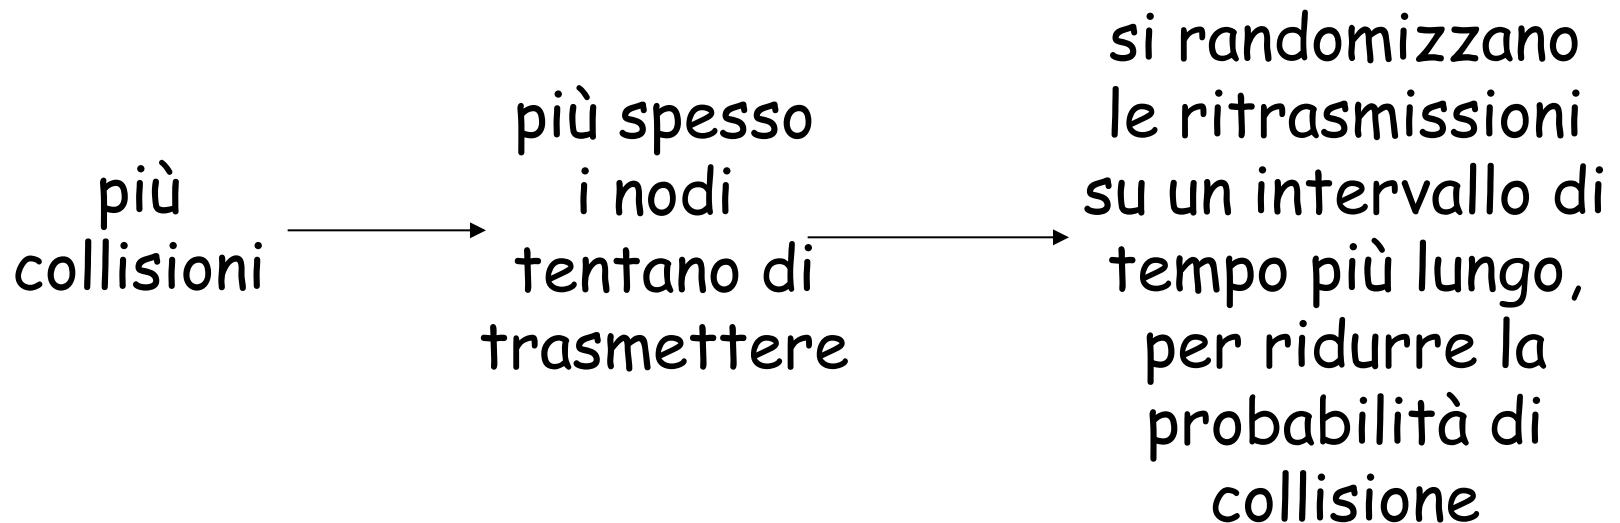 più
collisioni
più spesso
i nodi
tentano di
trasmettere
si randomizzano
le ritrasmissioni
su un intervallo di
tempo più lungo,
per ridurre la
probabilità di
collisione